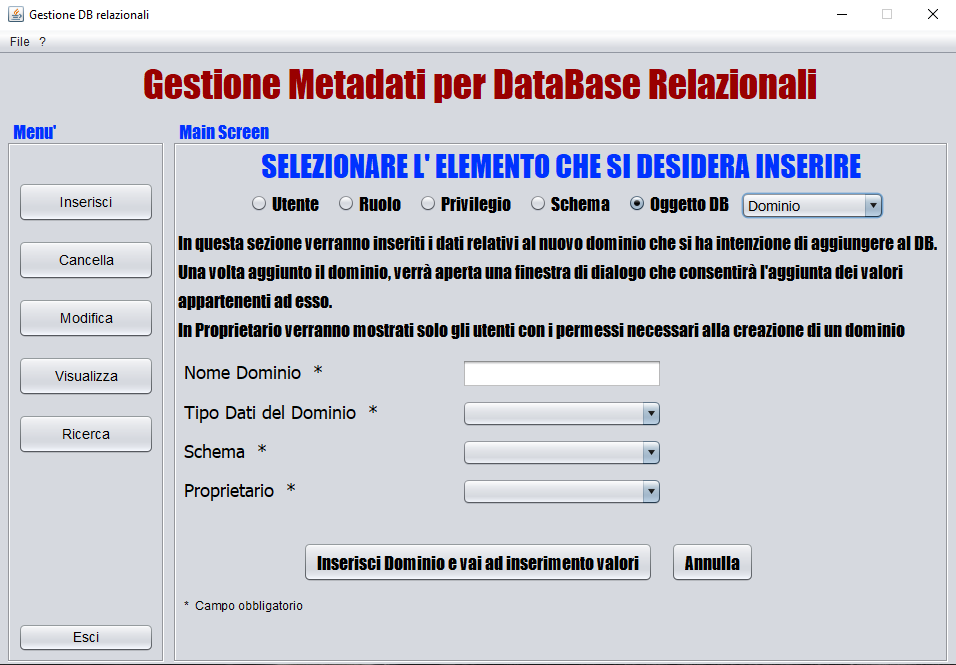 Gestione DB relazionali
File ?
Gestione Metadati per DataBase Relazionali
Menu'
Inserisci
Cancella
Modifica
Visualizza
Ricerca
Esci
Main Screen
SELEZIONARE L' ELEMENTO CHE SI DESIDERA INSERIRE
Utente Ruolo Privilegio Schema Oggetto DB Dominio
In questa sezione verranno inseriti i dati relativi al nuovo dominio che si ha intenzione di aggiungere al DB.
Una volta aggiunto il dominio, verrà aperta una finestra di dialogo che consentirà l'aggiunta dei valori
appartenenti ad esso.
In Proprietario verranno mostrati solo gli utenti con i permessi necessari alla creazione di un dominio
Nome Dominio *
Tipo Dati del Dominio *
Schema *
Proprietario *
Inserisci Dominio e vai ad inserimento valori Annulla
* Campo obbligatorio